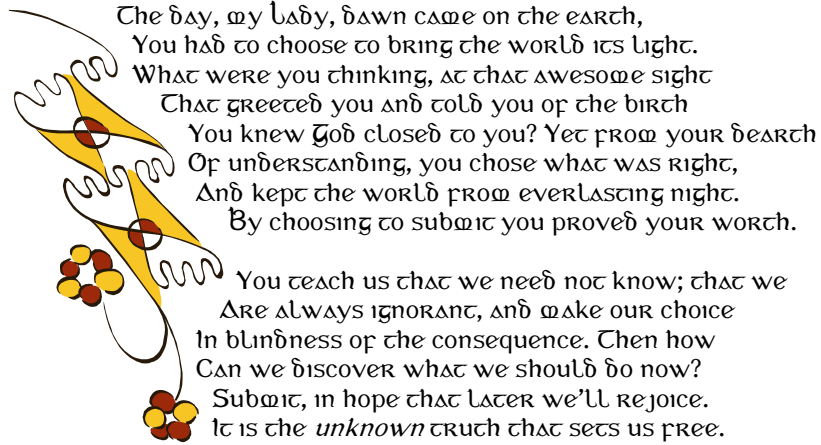 The day, my Lady, dawn came on the earth,
You had to choose to bring the world its light.
What were you thinking, at that awesome sight
That greeted you and told you of the birth
You knew God closed to you? Yet from your dearth
Of understanding, you chose what was right,
And kept the world from everlasting night.
By choosing to submit you proved your worth.

You teach us that we need not know; that we
Are always ignorant, and make our choice
In blindness of the consequence. Then how
Can we discover what we should do now?
Submit, in hope that later we'll rejoice.
It is the unknown truth that sets us free.